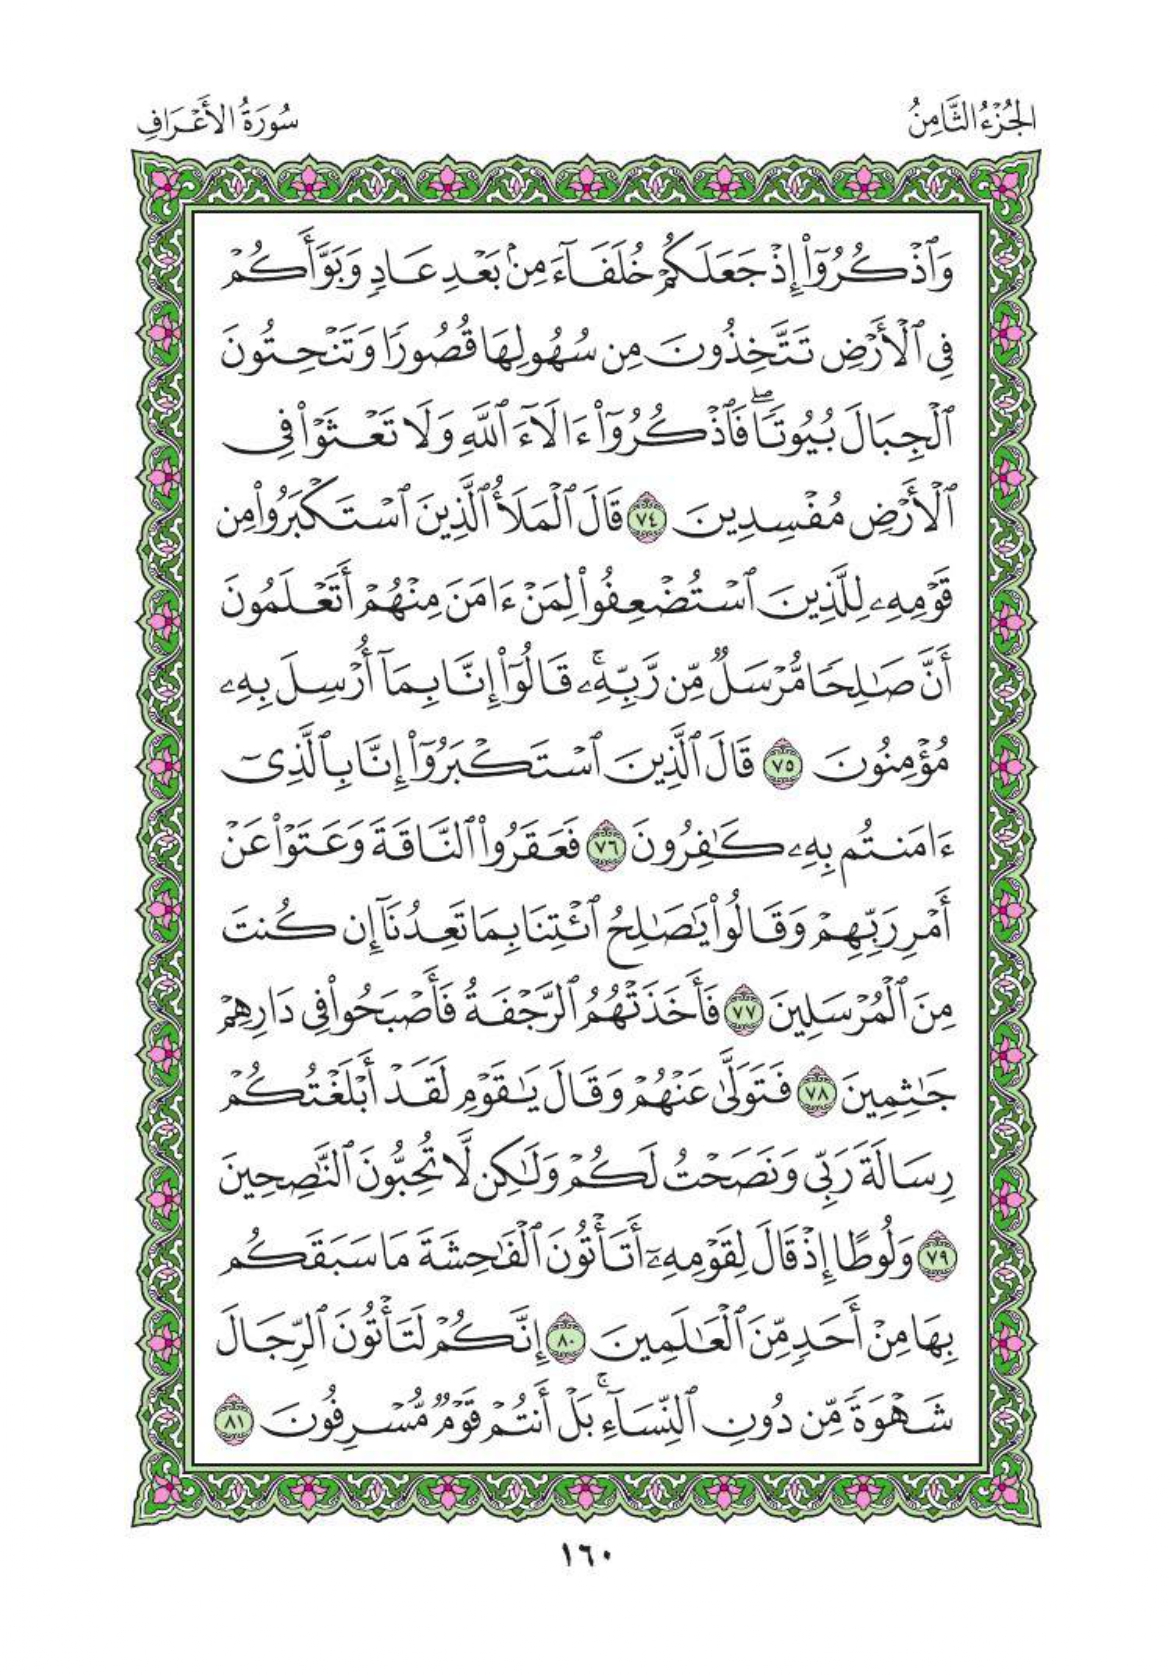 الجُزْءُ الثَّامِنُ
سُورَةُ الأَعْرَافِ
وَٱذْكُرُوٓا۟ إِذْ جَعَلَكُمْ خُلَفَآءَ مِنۢ بَعْدِ عَادٍ وَبَوَّأَكُمْ
فِى ٱلْأَرْضِ تَتَّخِذُونَ مِن سُهُولِهَا قُصُورًا وَتَنْحِتُونَ
ٱلْجِبَالَ بُيُوتًا ۖ فَٱذْكُرُوٓا۟ ءَالَآءَ ٱللَّهِ وَلَا تَعْثَوْا۟ فِى
ٱلْأَرْضِ مُفْسِدِينَ ٧٤ قَالَ ٱلْمَلَأُ ٱلَّذِينَ ٱسْتَكْبَرُوا۟ مِن
قَوْمِهِۦ لِلَّذِينَ ٱسْتُضْعِفُوا۟ لِمَنْ ءَامَنَ مِنْهُمْ أَتَعْلَمُونَ
أَنَّ صَـٰلِحًا مُّرْسَلٌ مِّن رَّبِّهِۦ ۚ قَالُوٓا۟ إِنَّا بِمَآ أُرْسِلَ بِهِۦ
مُؤْمِنُونَ ٧٥ قَالَ ٱلَّذِينَ ٱسْتَكْبَرُوٓا۟ إِنَّا بِٱلَّذِىٓ
ءَامَنتُم بِهِۦ كَـٰفِرُونَ ٧٦ فَعَقَرُوا۟ ٱلنَّاقَةَ وَعَتَوْا۟ عَنْ
أَمْرِ رَبِّهِمْ وَقَالُوا۟ يَـٰصَـٰلِحُ ٱئْتِنَا بِمَا تَعِدُنَآ إِن كُنتَ
مِنَ ٱلْمُرْسَلِينَ ٧٧ فَأَخَذَتْهُمُ ٱلرَّجْفَةُ فَأَصْبَحُوا۟ فِى دَارِهِمْ
جَـٰثِمِينَ ٧٨ فَتَوَلَّىٰ عَنْهُمْ وَقَالَ يَـٰقَوْمِ لَقَدْ أَبْلَغْتُكُمْ
رِسَالَةَ رَبِّى وَنَصَحْتُ لَكُمْ وَلَـٰكِن لَّا تُحِبُّونَ ٱلنَّـٰصِحِينَ
٧٩ وَلُوطًا إِذْ قَالَ لِقَوْمِهِۦٓ أَتَأْتُونَ ٱلْفَـٰحِشَةَ مَا سَبَقَكُم
بِهَا مِنْ أَحَدٍ مِّنَ ٱلْعَـٰلَمِينَ ٨٠ إِنَّكُمْ لَتَأْتُونَ ٱلرِّجَالَ
شَهْوَةً مِّن دُونِ ٱلنِّسَآءِ ۚ بَلْ أَنتُمْ قَوْمٌ مُّسْرِفُونَ ٨١
١٦٠